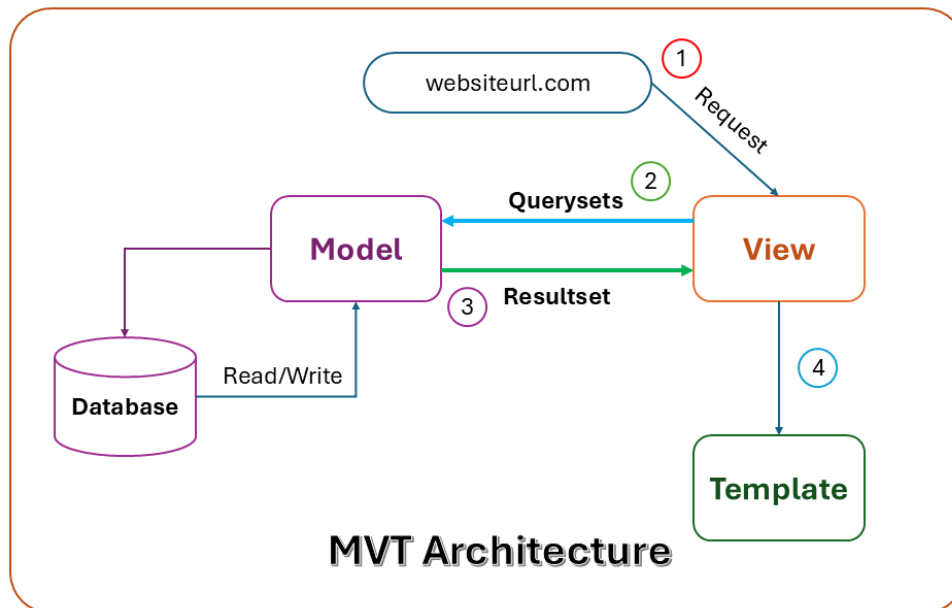 websiteurl.com
1
Request
2
Querysets
Model
View
3
Resultset
Read/Write
4
Database
Template
MVT Architecture